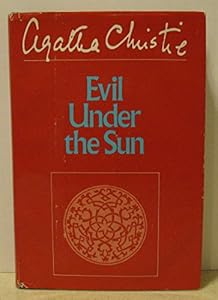 Agatha Christie
Evil
Under
the Sun